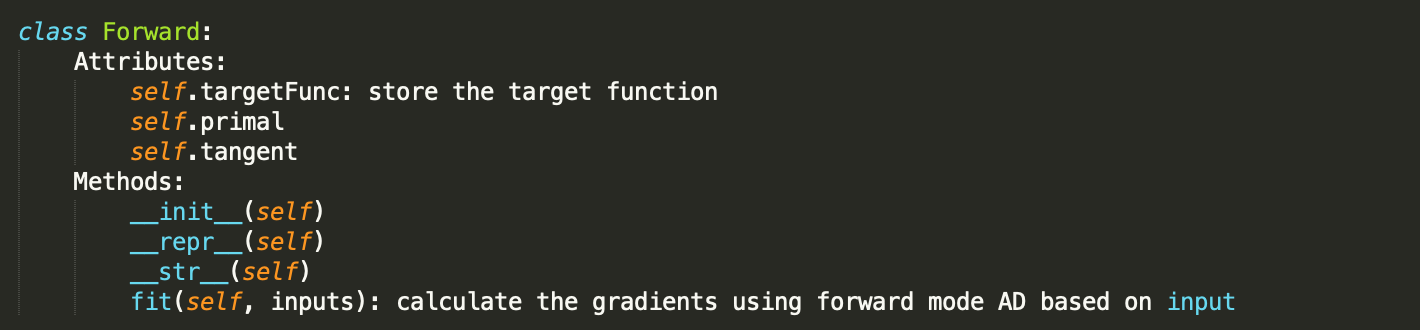 class Forward:
    Attributes:
        self.targetFunc: store the target function
        self.primal
        self.tangent
    Methods:
        __init__(self)
        __repr__(self)
        __str__(self)
        fit(self, inputs): calculate the gradients using forward mode AD based on input